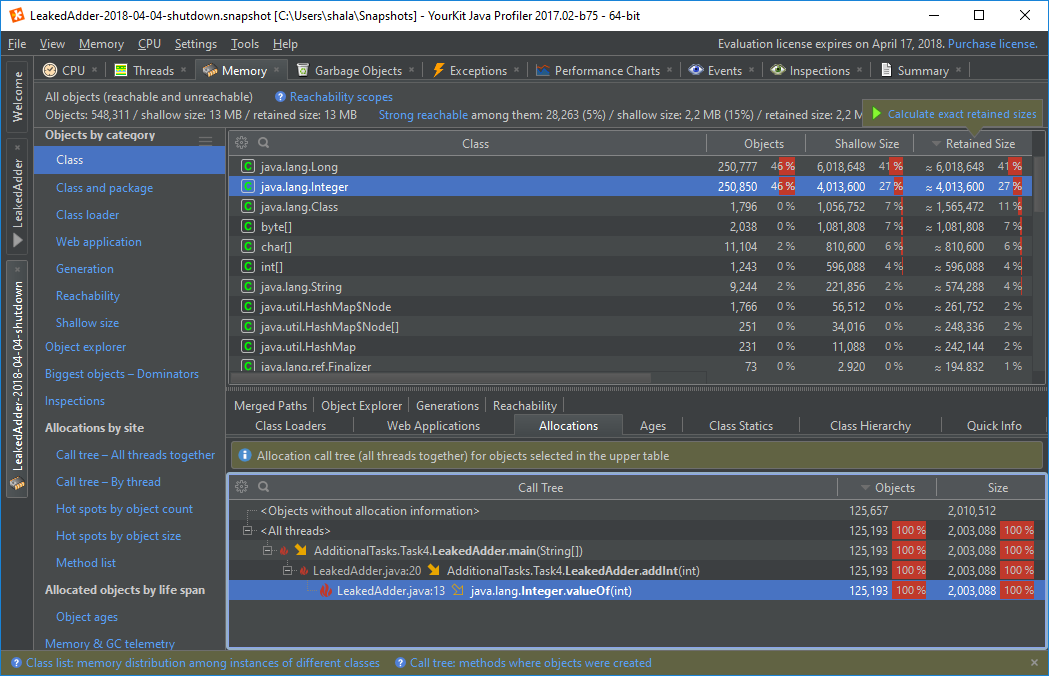 LeakedAdder-2018-04-04-shutdown.snapshot [C:\Users\shala\Snapshots] - YourKit Java Profiler 2017.02-b75 - 64-bit
File View Memory CPU Settings Tools Help Evaluation license expires on April 17, 2018. Purchase license.
Welcome
LeakedAdder
LeakedAdder-2018-04-04-shutdown
CPU Threads Memory Garbage Objects Exceptions Performance Charts Events Inspections Summary
All objects (reachable and unreachable) Reachability scopes
Objects: 548,311 / shallow size: 13 MB / retained size: 13 MB Strong reachable among them: 28,263 (5%) / shallow size: 2,2 MB (15%) / retained size: 2,2 M
Calculate exact retained sizes
Objects by category
Class
Class and package
Class loader
Web application
Generation
Reachability
Shallow size
Object explorer
Biggest objects – Dominators
Inspections
Allocations by site
Call tree – All threads together
Call tree – By thread
Hot spots by object count
Hot spots by object size
Method list
Allocated objects by life span
Object ages
Memory & GC telemetry
Class Objects Shallow Size Retained Size
java.lang.Long 250,777 46 % 6,018,648 41 % ≈ 6,018,648 41 %
java.lang.Integer 250,850 46 % 4,013,600 27 % ≈ 4,013,600 27 %
java.lang.Class 1,796 0 % 1,056,752 7 % ≈ 1,565,472 11 %
byte[] 2,038 0 % 1,081,808 7 % ≈ 1,081,808 7 %
char[] 11,104 2 % 810,600 6 % ≈ 810,600 6 %
int[] 1,243 0 % 596,088 4 % ≈ 596,088 4 %
java.lang.String 9,244 2 % 221,856 2 % ≈ 574,288 4 %
java.util.HashMap$Node 1,766 0 % 56,512 0 % ≈ 261,752 2 %
java.util.HashMap$Node[] 251 0 % 34,016 0 % ≈ 248,336 2 %
java.util.HashMap 231 0 % 11,088 0 % ≈ 242,144 2 %
java.lang.ref.Finalizer 73 0 % 2,920 0 % ≈ 194,832 1 %
Merged Paths Object Explorer Generations Reachability
Class Loaders Web Applications Allocations Ages Class Statics Class Hierarchy Quick Info
Allocation call tree (all threads together) for objects selected in the upper table
Call Tree Objects Size
<Objects without allocation information> 125,657 2,010,512
<All threads> 125,193 100 % 2,003,088 100 %
AdditionalTasks.Task4.LeakedAdder.main(String[]) 125,193 100 % 2,003,088 100 %
LeakedAdder.java:20 AdditionalTasks.Task4.LeakedAdder.addInt(int) 125,193 100 % 2,003,088 100 %
LeakedAdder.java:13 java.lang.Integer.valueOf(int) 125,193 100 % 2,003,088 100 %
Class list: memory distribution among instances of different classes Call tree: methods where objects were created